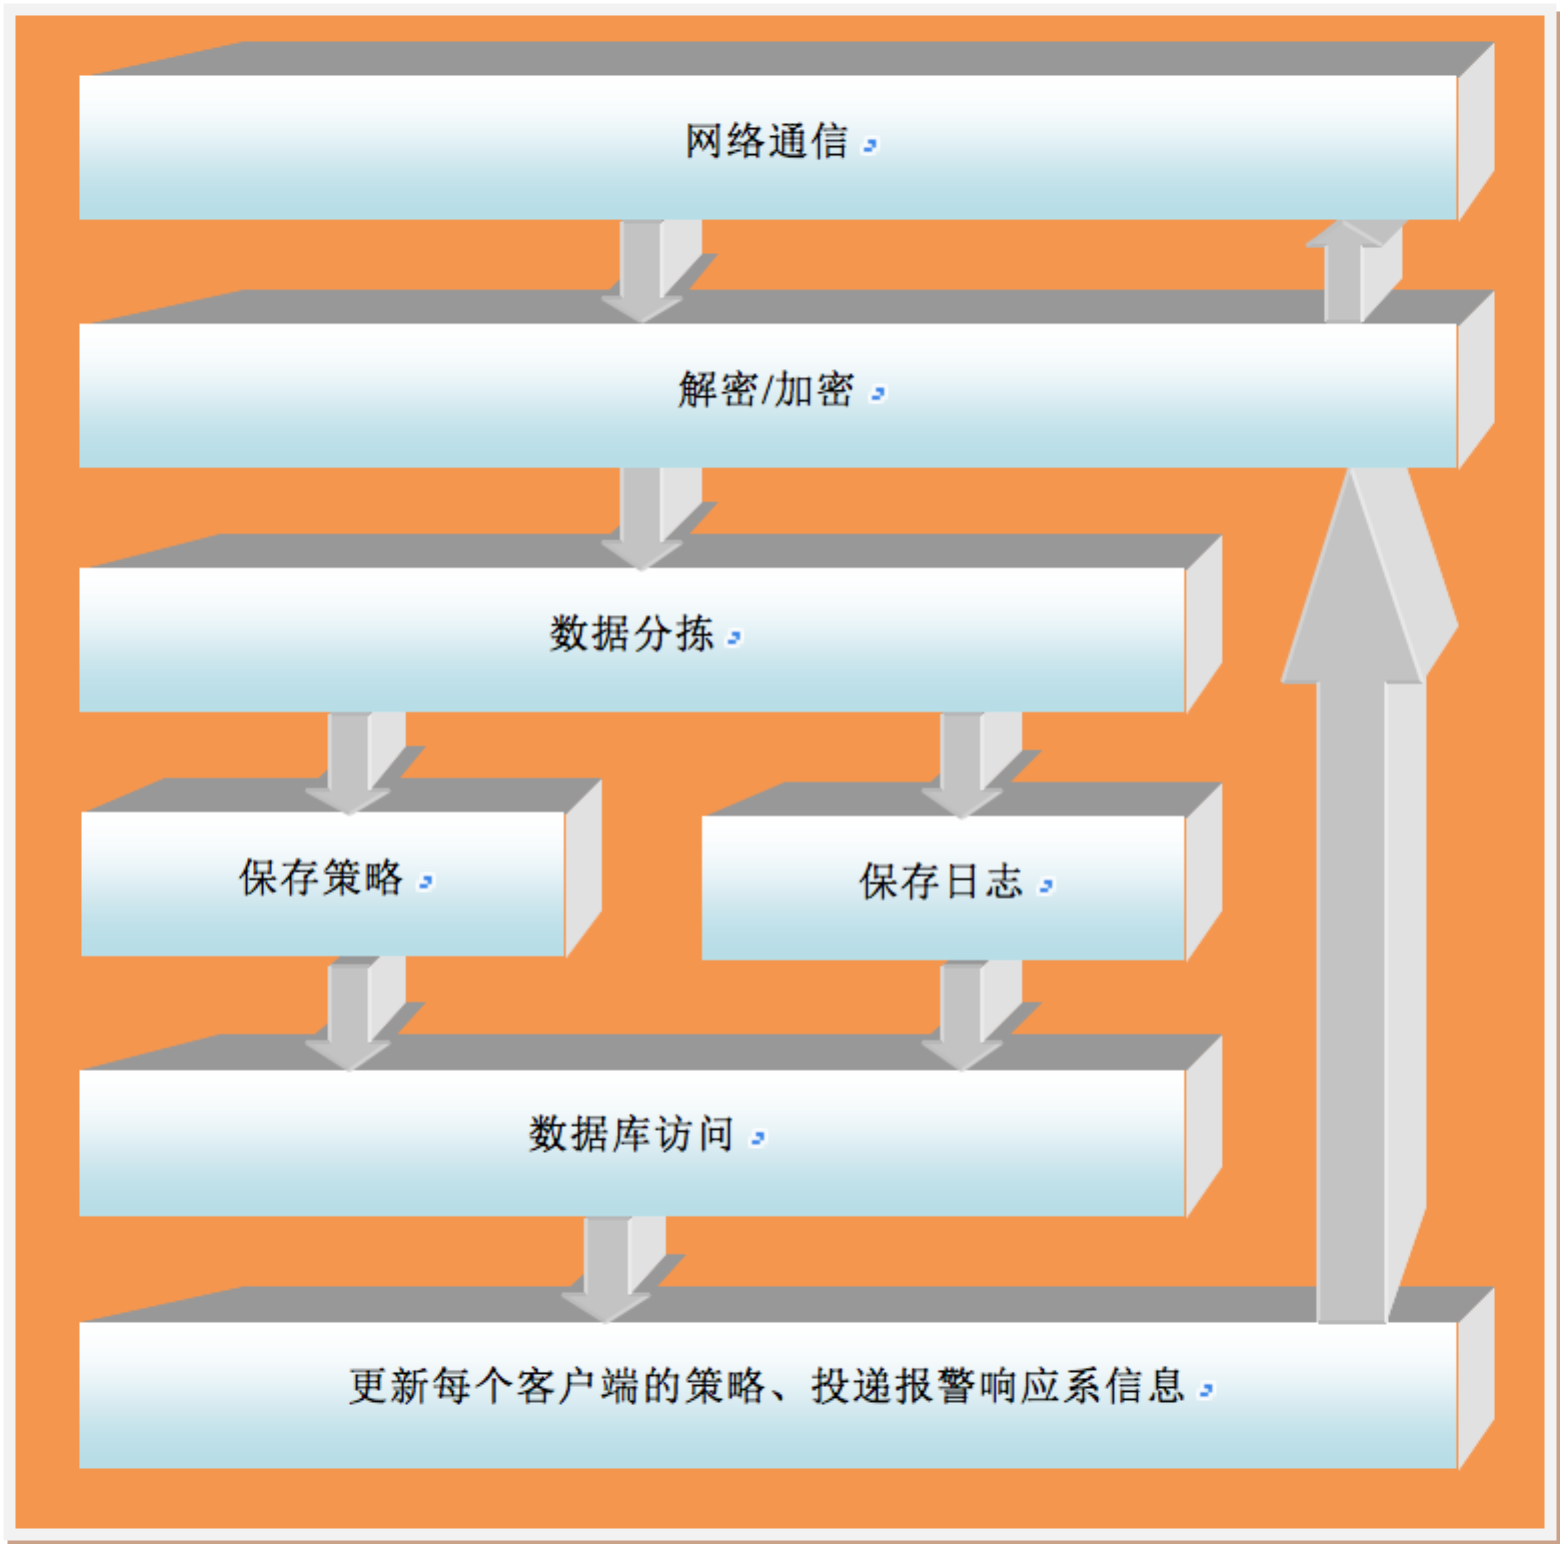 网络通信
解密/加密
数据分拣
保存策略
保存日志
数据库访问
更新每个客户端的策略、投递报警响应系信息